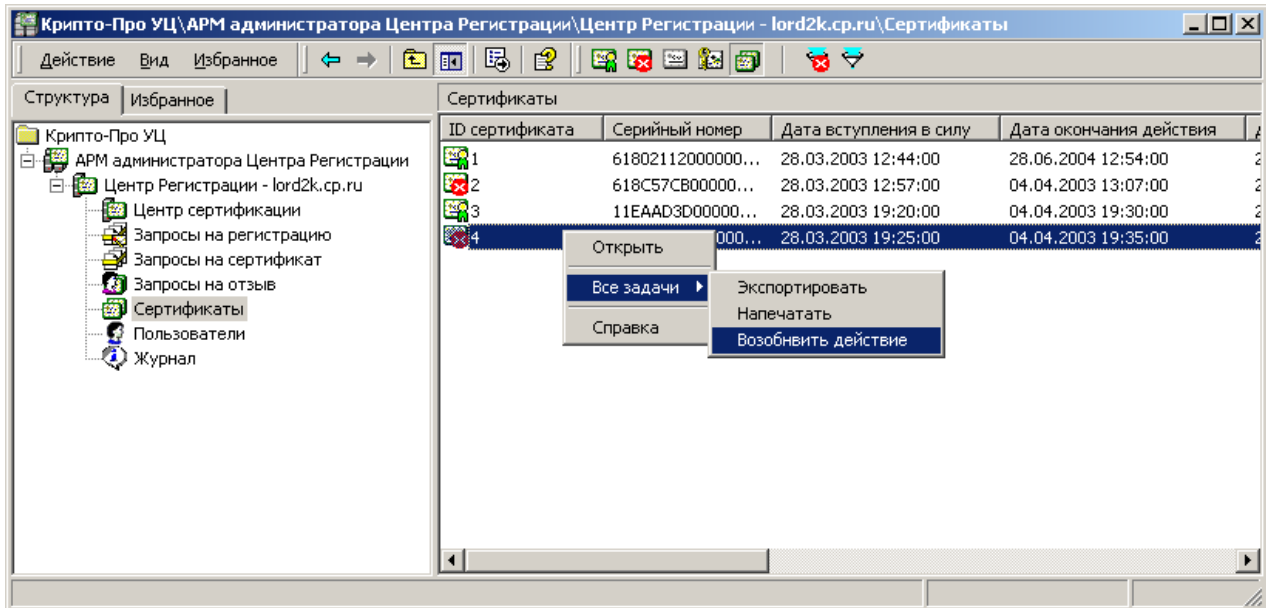 Крипто-Про УЦ\АРМ администратора Центра Регистрации\Центр Регистрации - lord2k.cp.ru\Сертификаты
Действие Вид Избранное
Структура Избранное Сертификаты
Крипто-Про УЦ
АРМ администратора Центра Регистрации
Центр Регистрации - lord2k.cp.ru
Центр сертификации
Запросы на регистрацию
Запросы на сертификат
Запросы на отзыв
Сертификаты
Пользователи
Журнал
ID сертификата Серийный номер Дата вступления в силу Дата окончания действия
1 61802112000000... 28.03.2003 12:44:00 28.06.2004 12:54:00 2
2 618C57CB00000... 28.03.2003 12:57:00 04.04.2003 13:07:00 2
3 11EAAD3D00000... 28.03.2003 19:20:00 04.04.2003 19:30:00 2
4 000... 28.03.2003 19:25:00 04.04.2003 19:35:00 2
Открыть
Все задачи
Справка
Экспортировать
Напечатать
Возобнвить действие